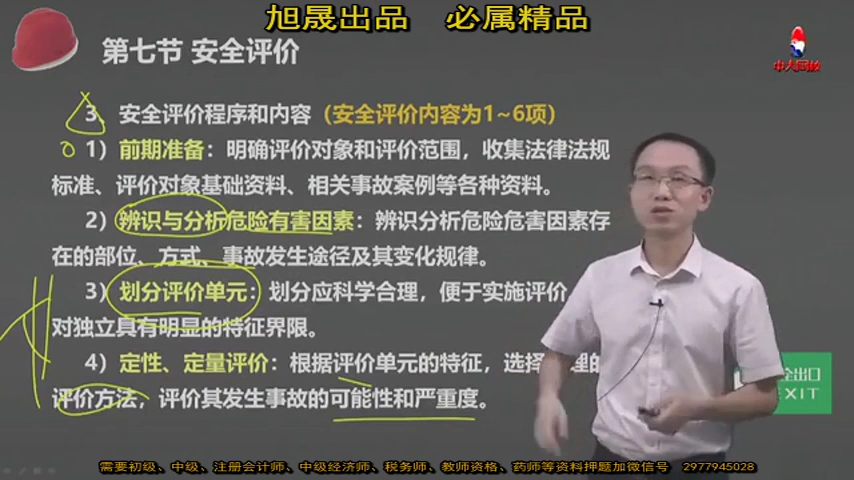 旭晟出品 必属精品
第七节 安全评价
中大网校
3、安全评价程序和内容（安全评价内容为1~6项）
1）前期准备：明确评价对象和评价范围，收集法律法规
标准、评价对象基础资料、相关事故案例等各种资料。
2）辨识与分析危险有害因素：辨识分析危险危害因素存
在的部位、方式、事故发生途径及其变化规律。
3）划分评价单元：划分应科学合理，便于实施评价
对独立具有明显的特征界限。
4）定性、定量评价：根据评价单元的特征，选择 理的
评价方法，评价其发生事故的可能性和严重度。
全出口
EXIT
需要初级、中级、注册会计师、中级经济师、税务师、教师资格、药师等资料押题加微信号 2977945028